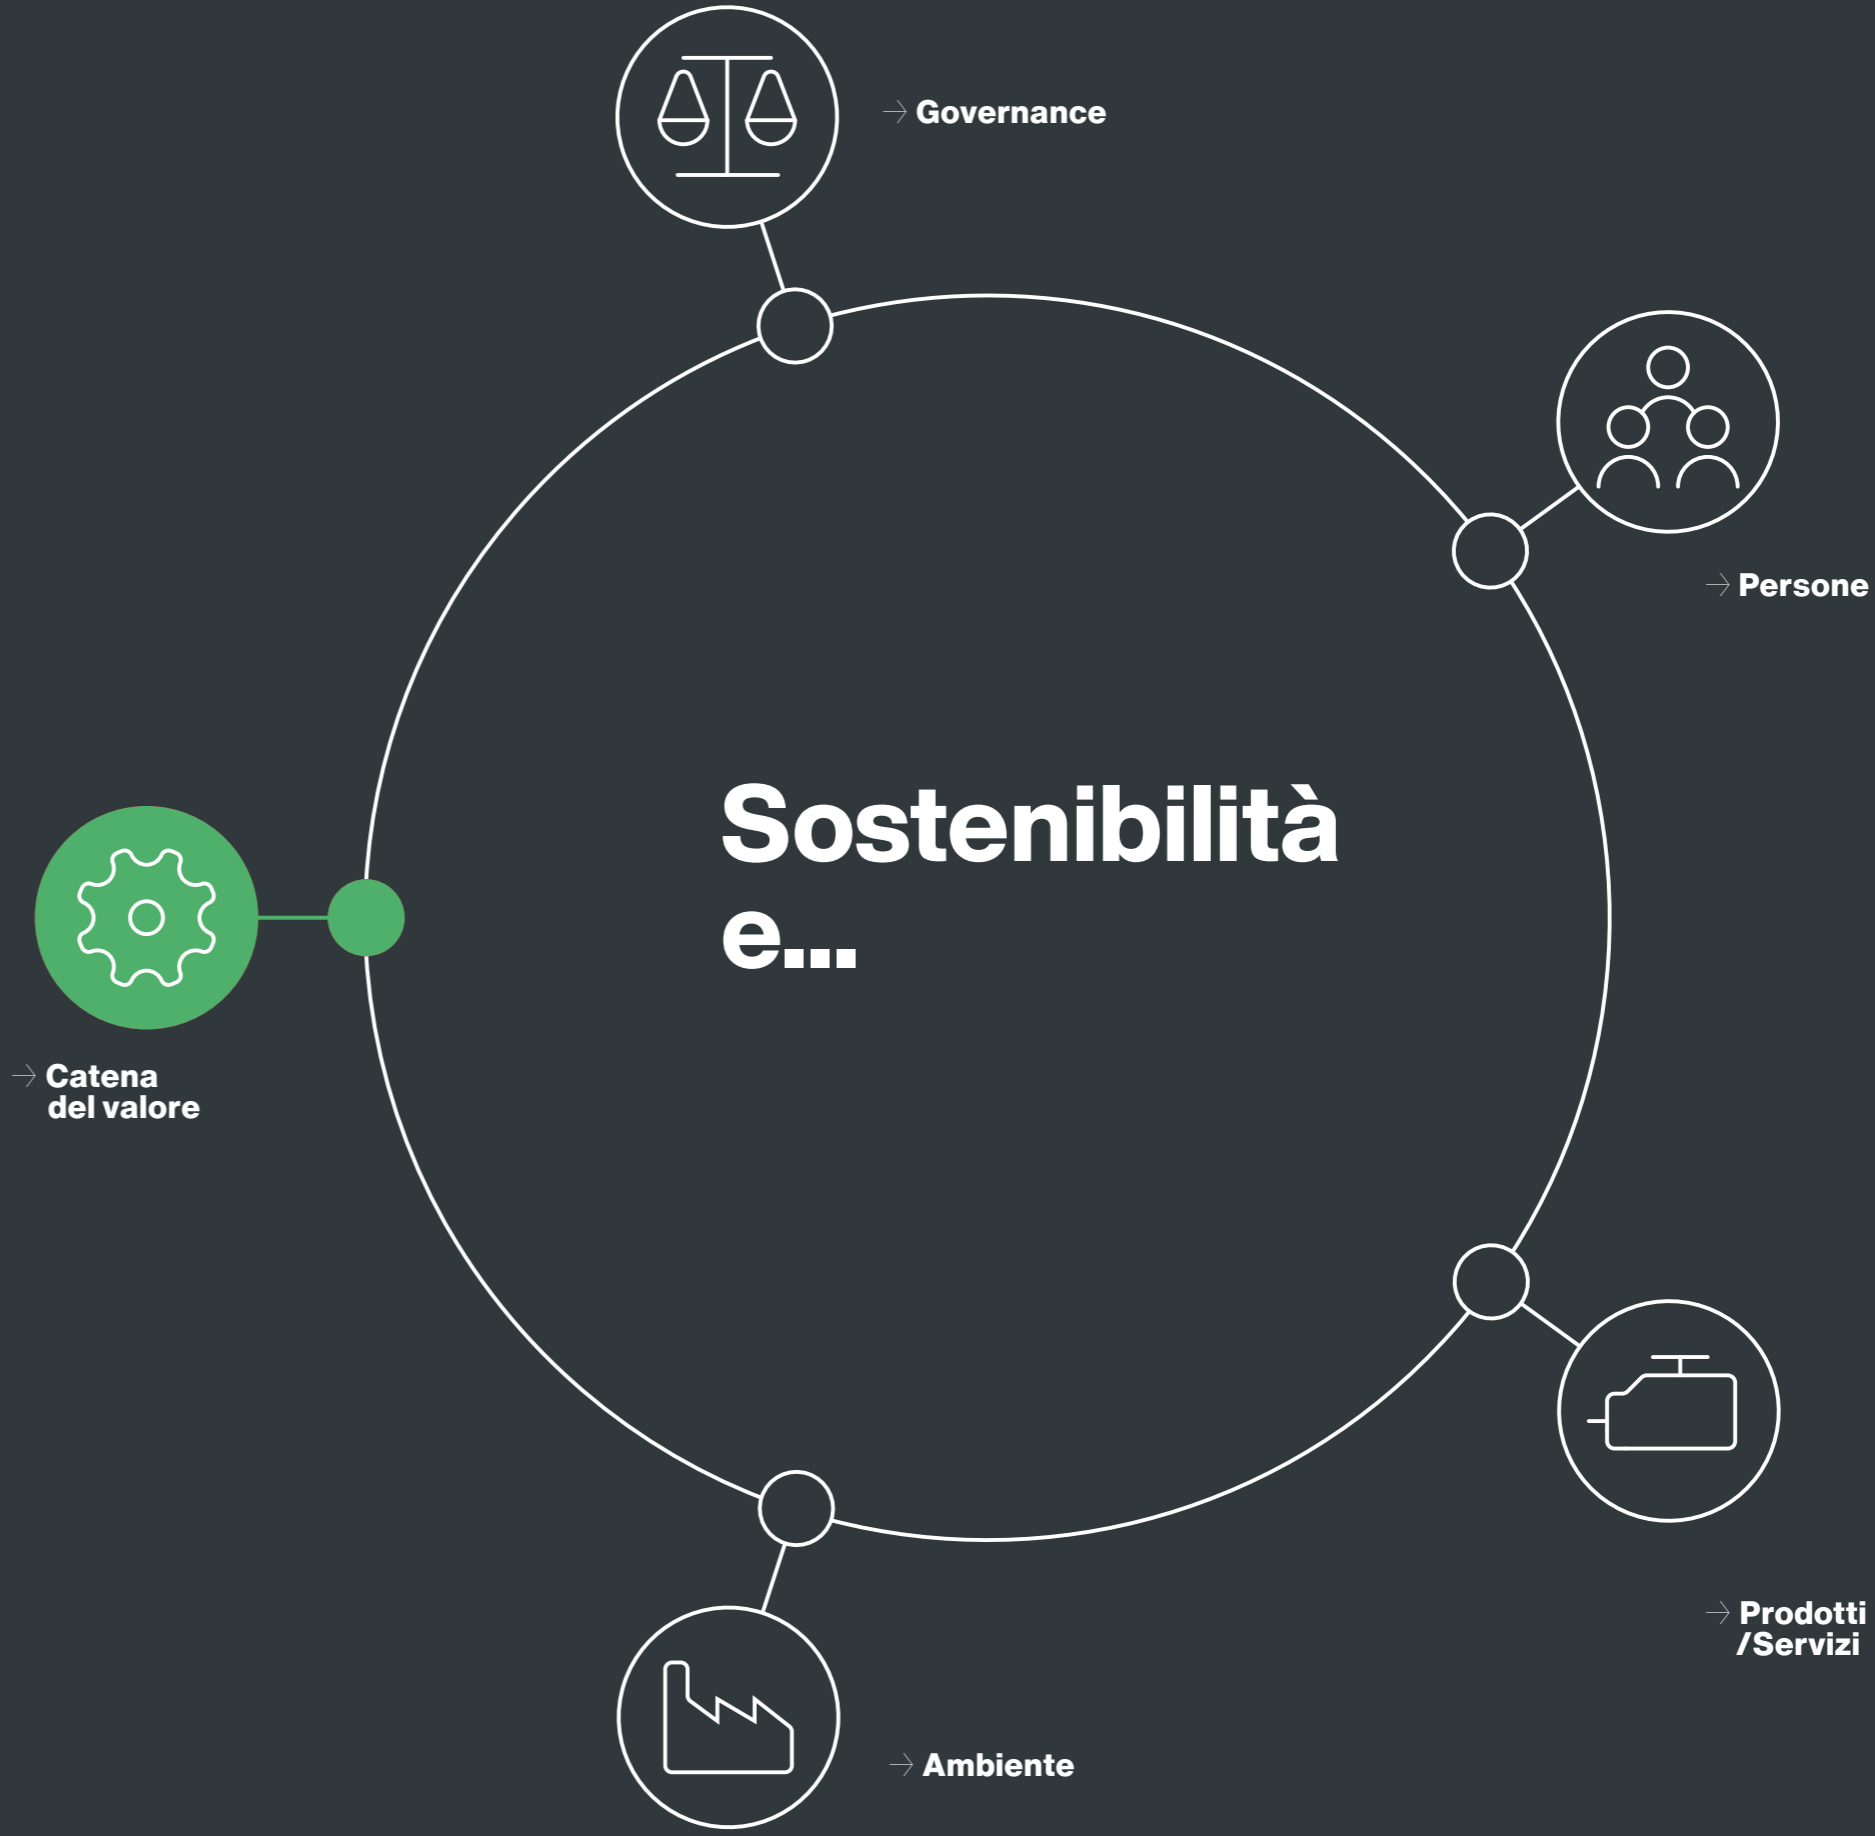 → Governance
→ Persone
Sostenibilità
e...
→ Catena
del valore
→ Prodotti
/Servizi
→ Ambiente